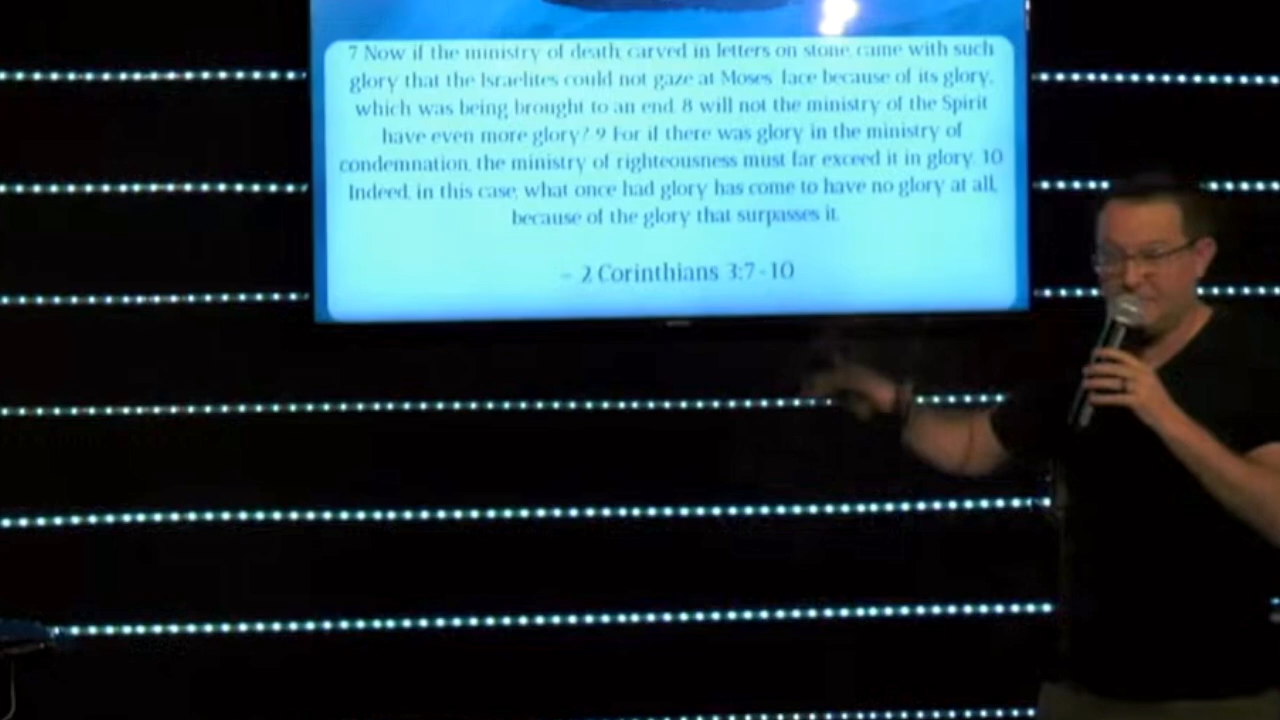 7 Now if the ministry of death, carved in letters on stone, came with such
glory that the Israelites could not gaze at Moses' face because of its glory,
which was being brought to an end, 8 will not the ministry of the Spirit
have even more glory? 9 For if there was glory in the ministry of
condemnation, the ministry of righteousness must far exceed it in glory. 10
Indeed, in this case, what once had glory has come to have no glory at all,
because of the glory that surpasses it.
– 2 Corinthians 3:7-10